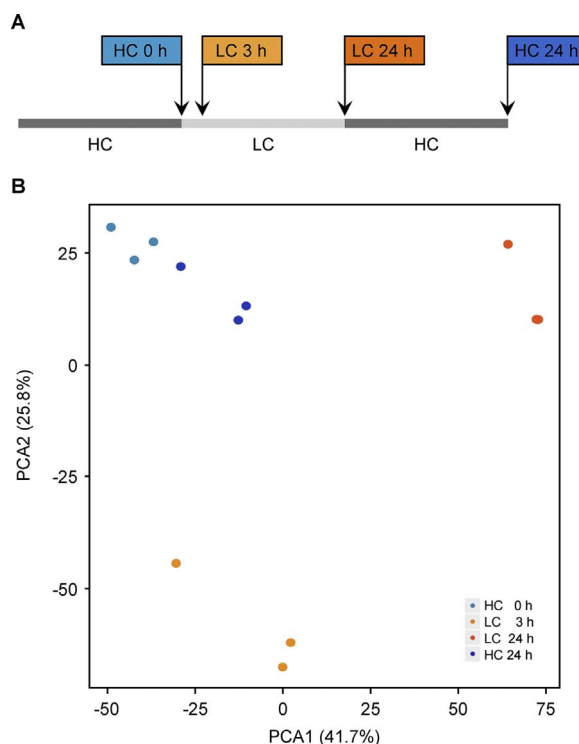 A
HC 0 h
LC 3 h
LC 24 h
HC 24 h
HC
LC
HC
B
25
0
-25
-50
PCA2 (25.8%)
HC 0 h
LC 3 h
LC 24 h
HC 24 h
-50
-25
0
25
50
75
PCA1 (41.7%)